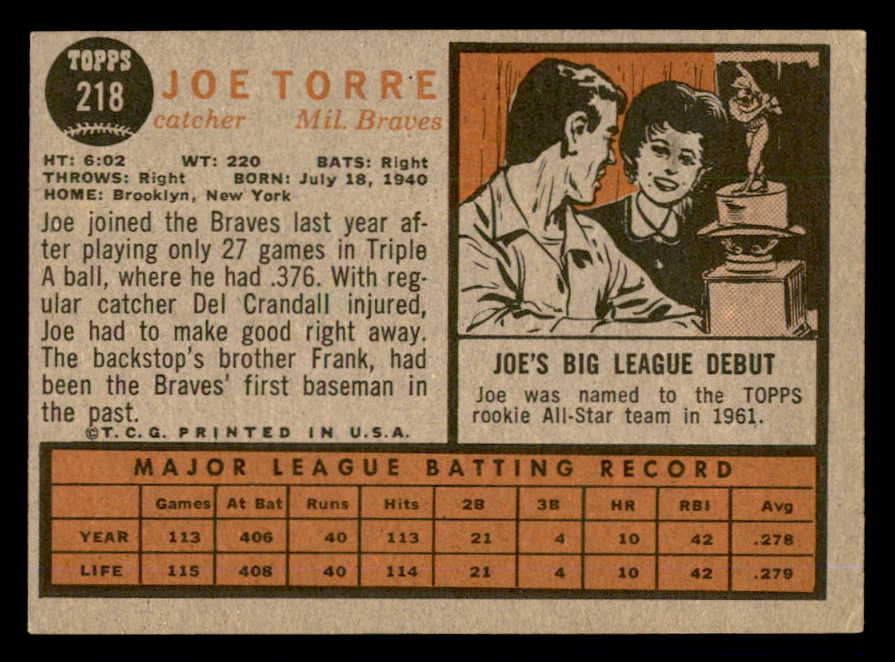 TOPPS
218
JOE TORRE
catcher Mil. Braves
HT: 6:02 WT: 220 BATS: Right
THROWS: Right BORN: July 18, 1940
HOME: Brooklyn, New York
Joe joined the Braves last year af-
ter playing only 27 games in Triple
A ball, where he had .376. With reg-
ular catcher Del Crandall injured,
Joe had to make good right away.
The backstop's brother Frank, had
been the Braves' first baseman in
the past.
©T. C. G. PRINTED IN U.S.A.
JOE'S BIG LEAGUE DEBUT
Joe was named to the TOPPS
rookie All-Star team in 1961.
MAJOR LEAGUE BATTING RECORD
Games At Bat Runs Hits 2B 3B HR RBI Avg
YEAR 113 406 40 113 21 4 10 42 .278
LIFE 115 408 40 114 21 4 10 42 .279